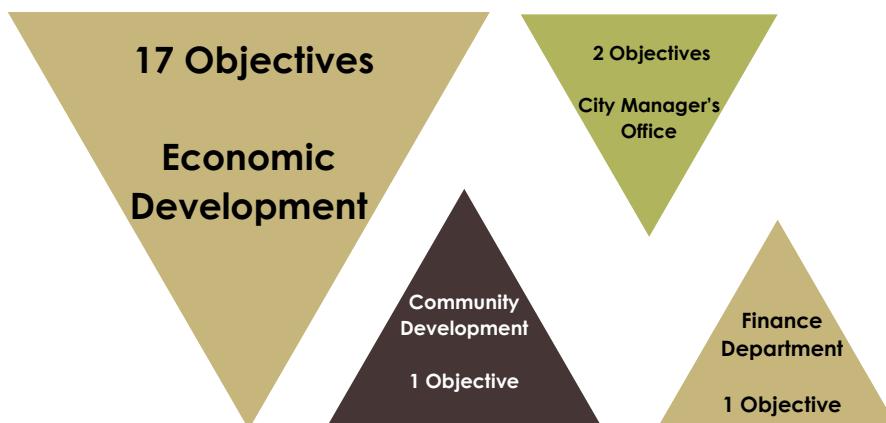 17 Objectives
Economic
Development
2 Objectives
City Manager's
Office
Community
Development
1 Objective
Finance
Department
1 Objective